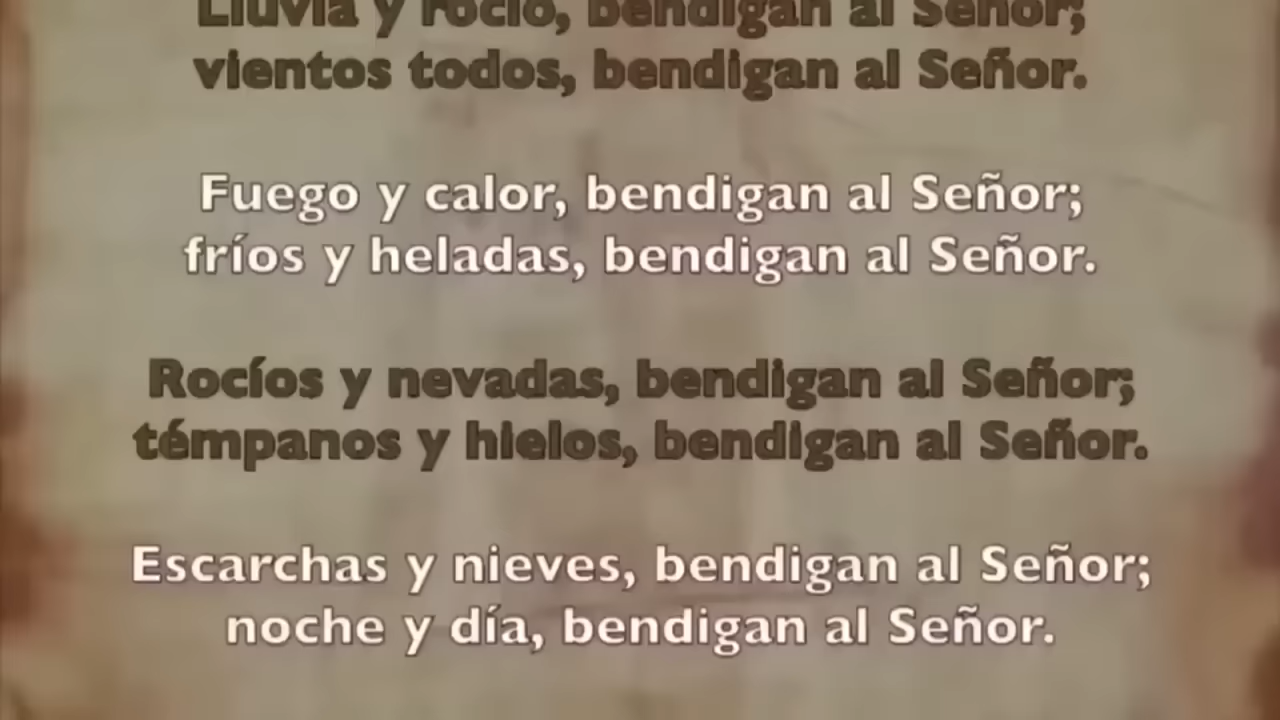 Lluvia y rocío, bendigan al Señor;
vientos todos, bendigan al Señor.
Fuego y calor, bendigan al Señor;
fríos y heladas, bendigan al Señor.
Rocíos y nevadas, bendigan al Señor;
témpanos y hielos, bendigan al Señor.
Escarchas y nieves, bendigan al Señor;
noche y día, bendigan al Señor.